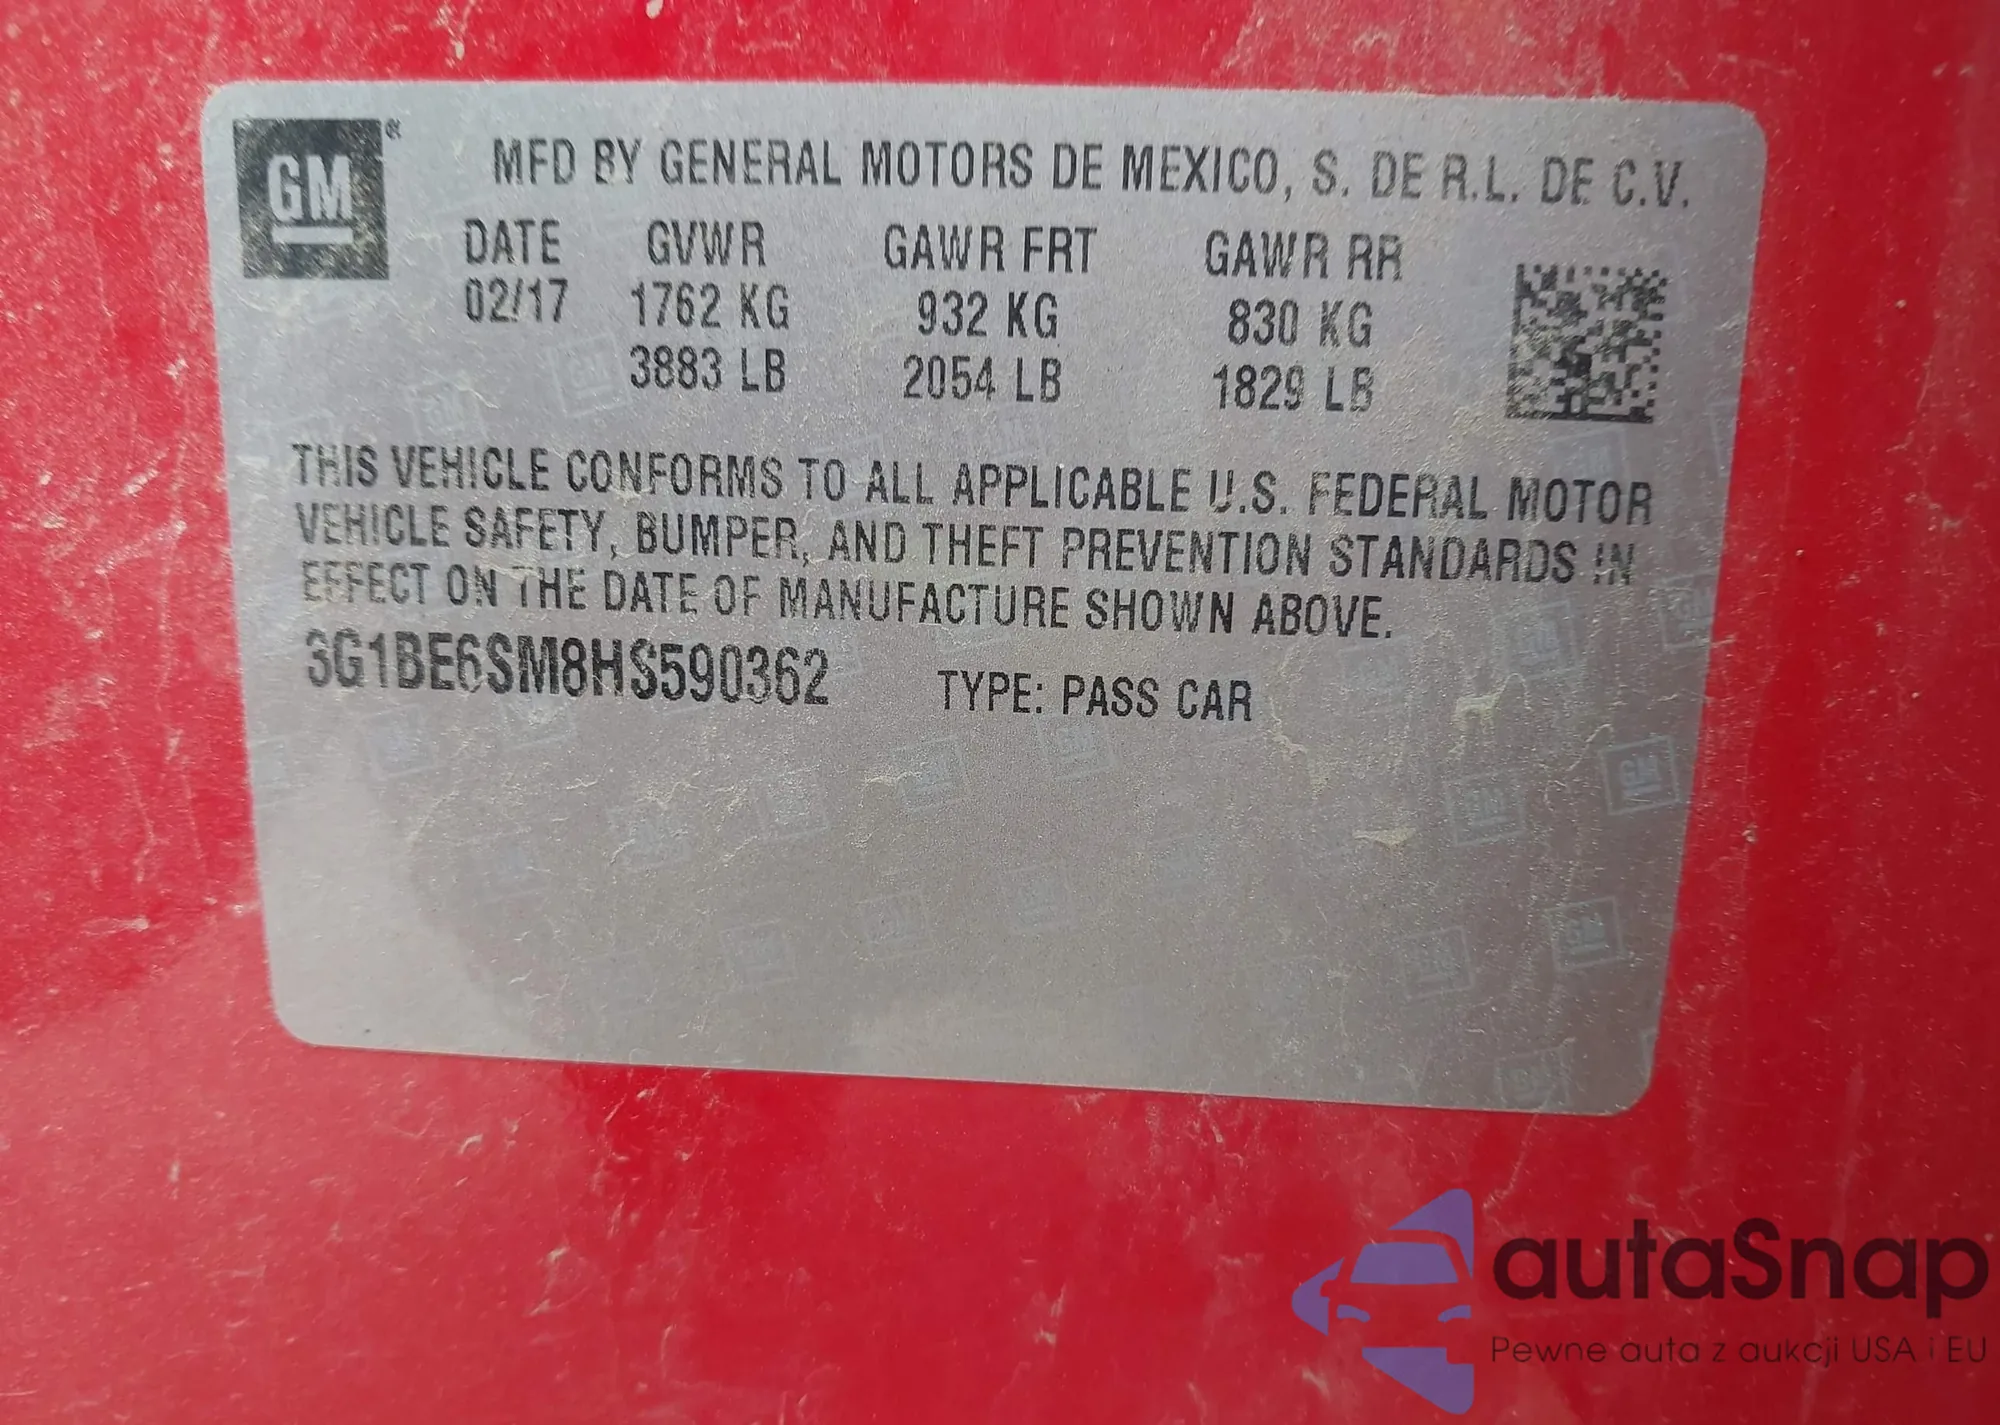 GM®
MFD BY GENERAL MOTORS DE MEXICO, S. DE R.L. DE C.V.
DATE GVWR GAWR FRT GAWR RR
02/17 1762 KG 932 KG 830 KG
3883 LB 2054 LB 1829 LB
THIS VEHICLE CONFORMS TO ALL APPLICABLE U.S. FEDERAL MOTOR
VEHICLE SAFETY, BUMPER, AND THEFT PREVENTION STANDARDS IN
EFFECT ON THE DATE OF MANUFACTURE SHOWN ABOVE.
3G1BE6SM8HS590362 TYPE: PASS CAR
autaSnap
Pewne auta z aukcji USA i EU